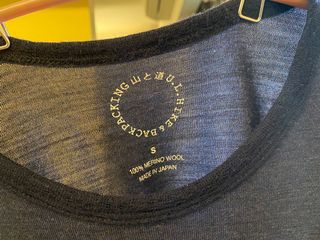 山と道 U.L. HIKE & BACKPACKING
S
100% MERINO WOOL
MADE IN JAPAN